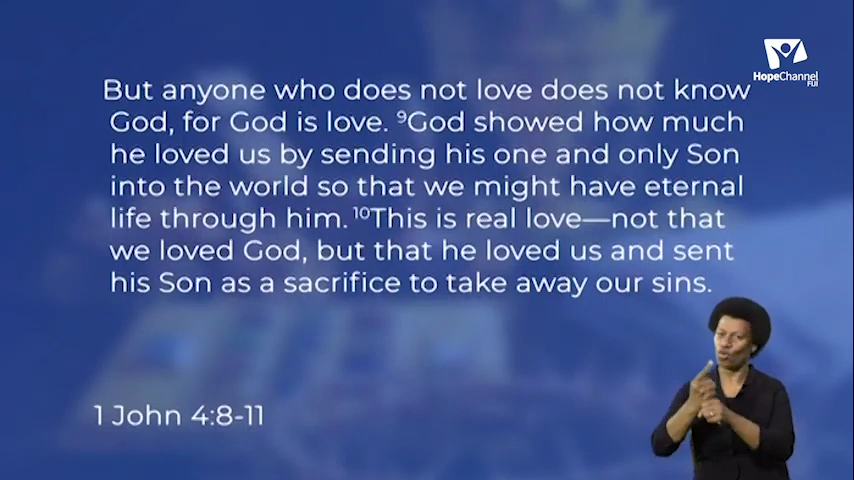 HopeChannel
FIJI
But anyone who does not love does not know
God, for God is love. ⁹God showed how much
he loved us by sending his one and only Son
into the world so that we might have eternal
life through him. ¹⁰This is real love—not that
we loved God, but that he loved us and sent
his Son as a sacrifice to take away our sins.
1 John 4:8-11